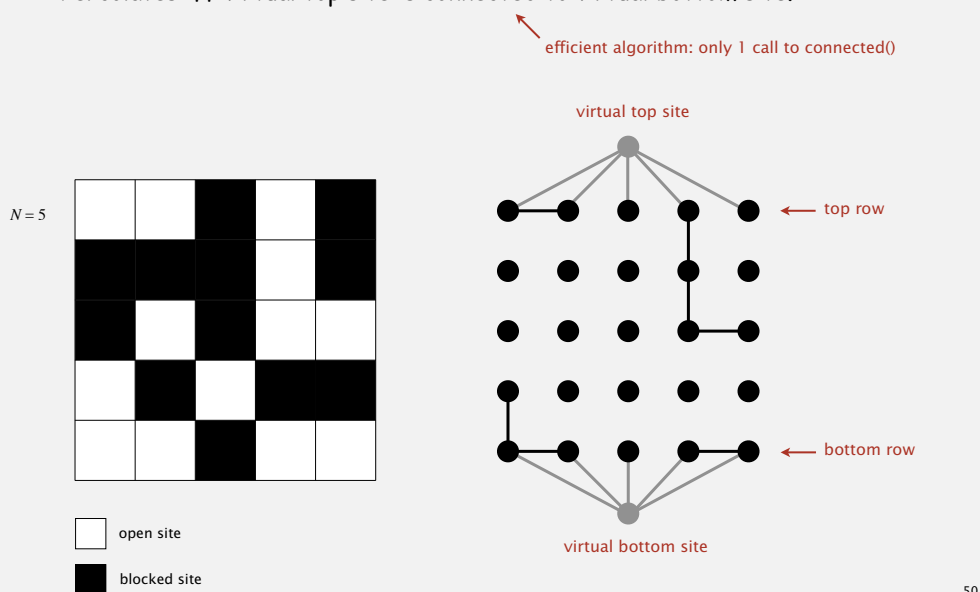 efficient algorithm: only 1 call to connected()
virtual top site
N = 5
top row
bottom row
virtual bottom site
open site
blocked site
50